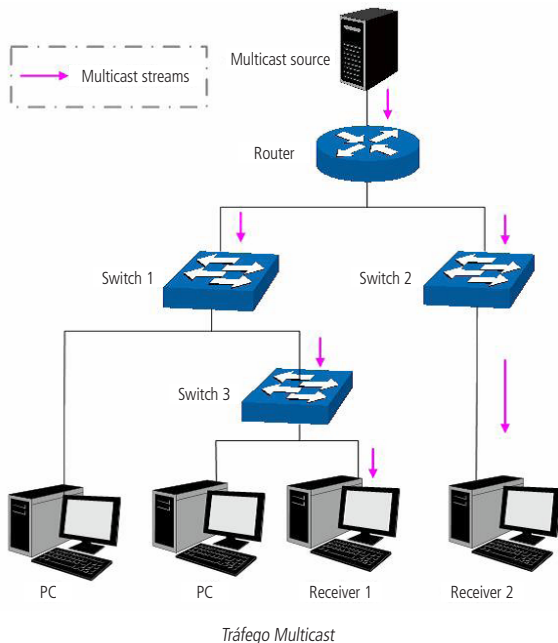 Multicast source
Multicast streams
Router
Switch 1
Switch 2
Switch 3
PC
PC
Receiver 1
Receiver 2
Tráfego Multicast